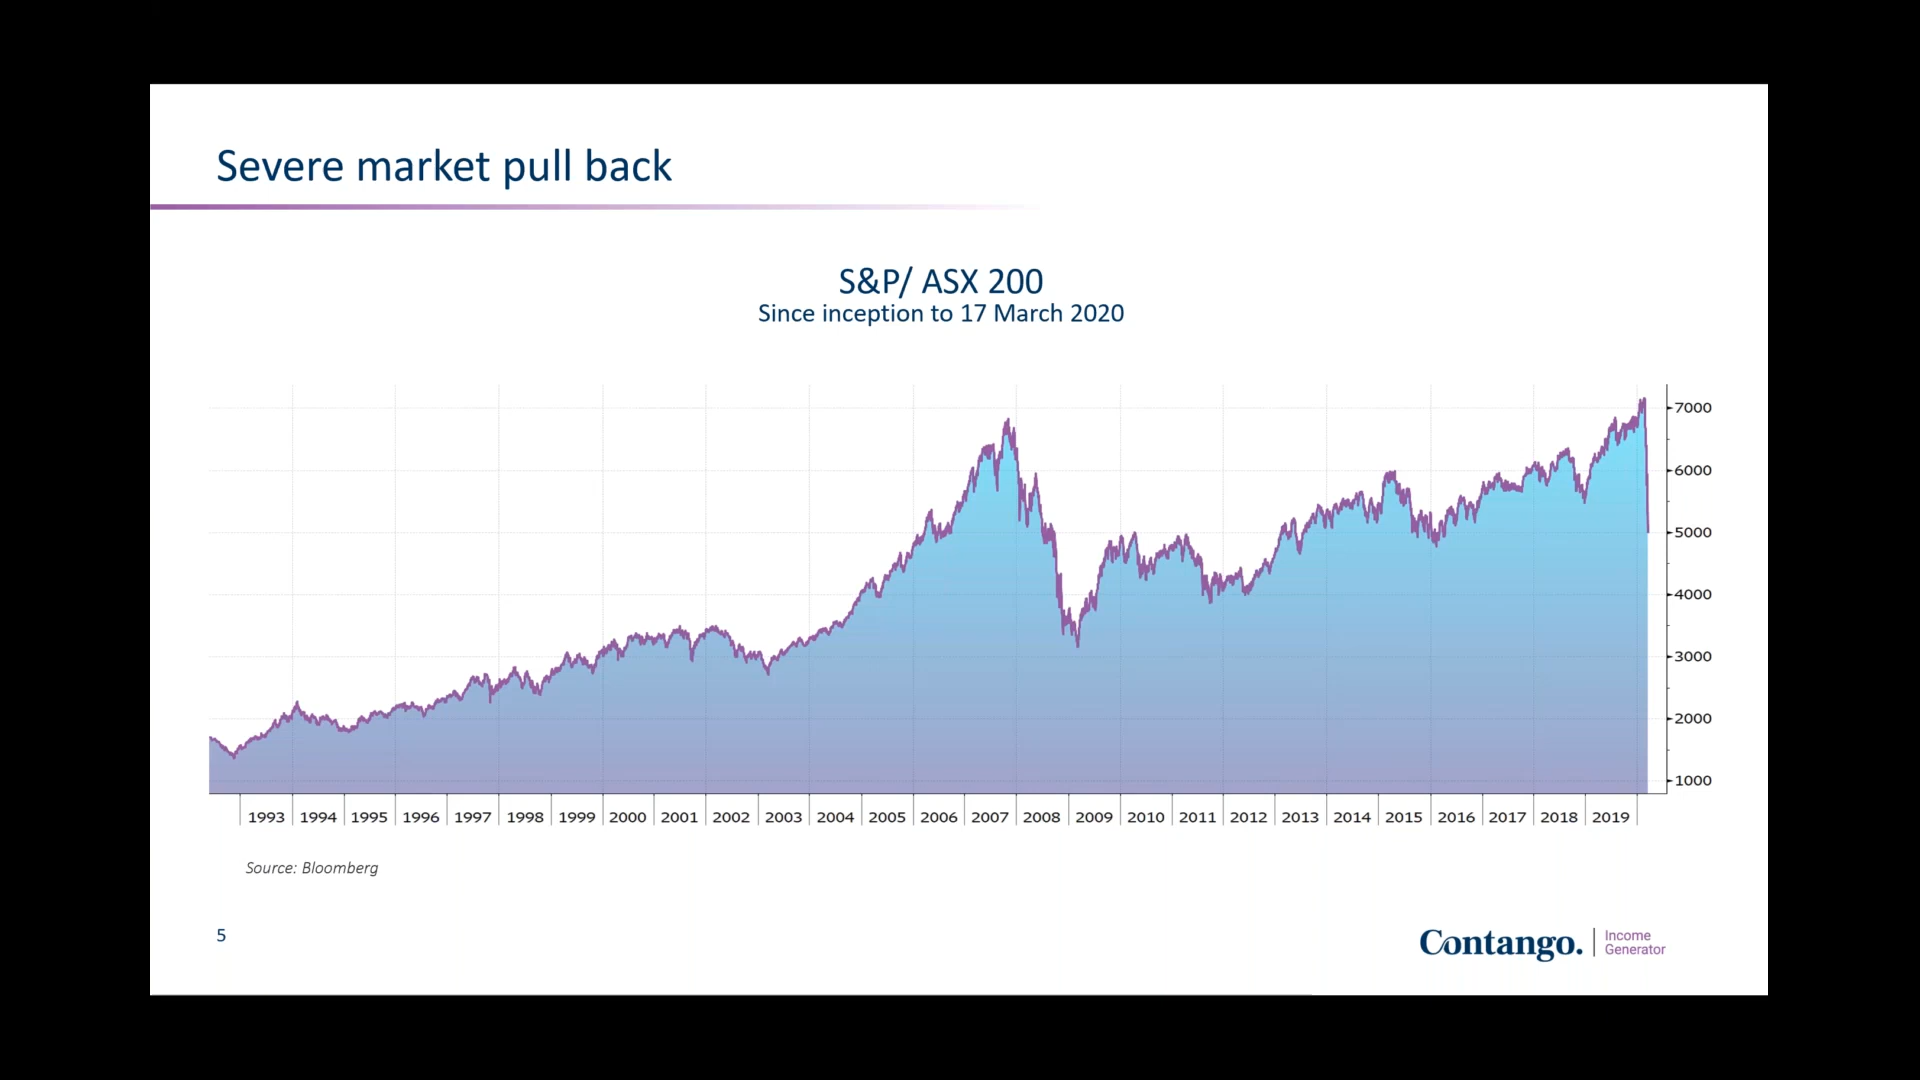 Severe market pull back
S&P/ ASX 200
Since inception to 17 March 2020
7000
6000
5000
4000
3000
2000
1000
1993 1994 1995 1996 1997 1998 1999 2000 2001 2002 2003 2004 2005 2006 2007 2008 2009 2010 2011 2012 2013 2014 2015 2016 2017 2018 2019
Source: Bloomberg
5
Contango.
Income
Generator